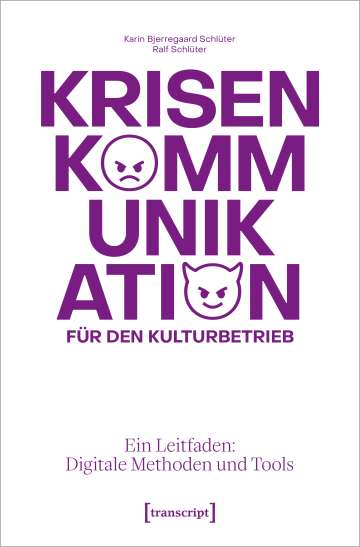 Karin Bjerregaard Schlüter
Ralf Schlüter
KRISEN
KOMM
UNIK
ATION
FÜR DEN KULTURBETRIEB
Ein Leitfaden:
Digitale Methoden und Tools
[transcript]